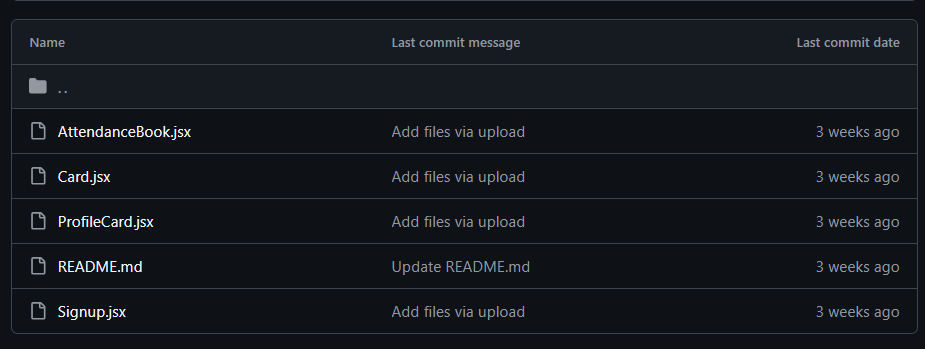 Name Last commit message Last commit date
..
AttendanceBook.jsx Add files via upload 3 weeks ago
Card.jsx Add files via upload 3 weeks ago
ProfileCard.jsx Add files via upload 3 weeks ago
README.md Update README.md 3 weeks ago
Signup.jsx Add files via upload 3 weeks ago